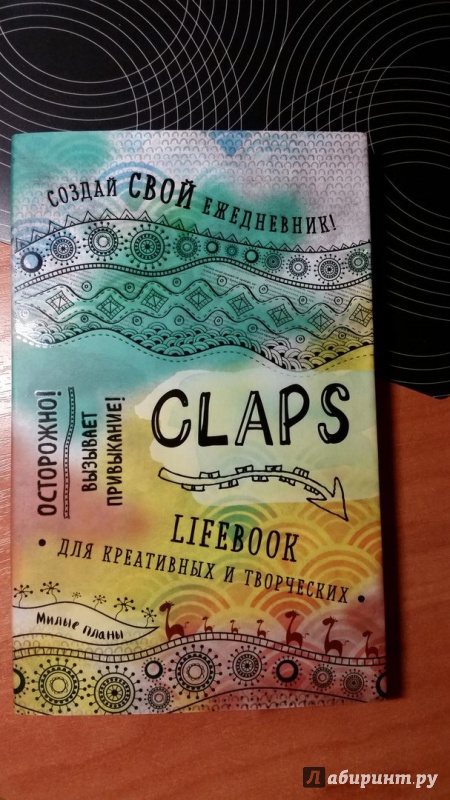 СОЗДАЙ СВОЙ ЕЖЕДНЕВНИК!
ОСТОРОЖНО!
ВЫЗЫВАЕТ
ПРИВЫКАНИЕ!
CLAPS
LIFEBOOK
• ДЛЯ КРЕАТИВНЫХ И ТВОРЧЕСКИХ •
Милые планы
Лабиринт.ру